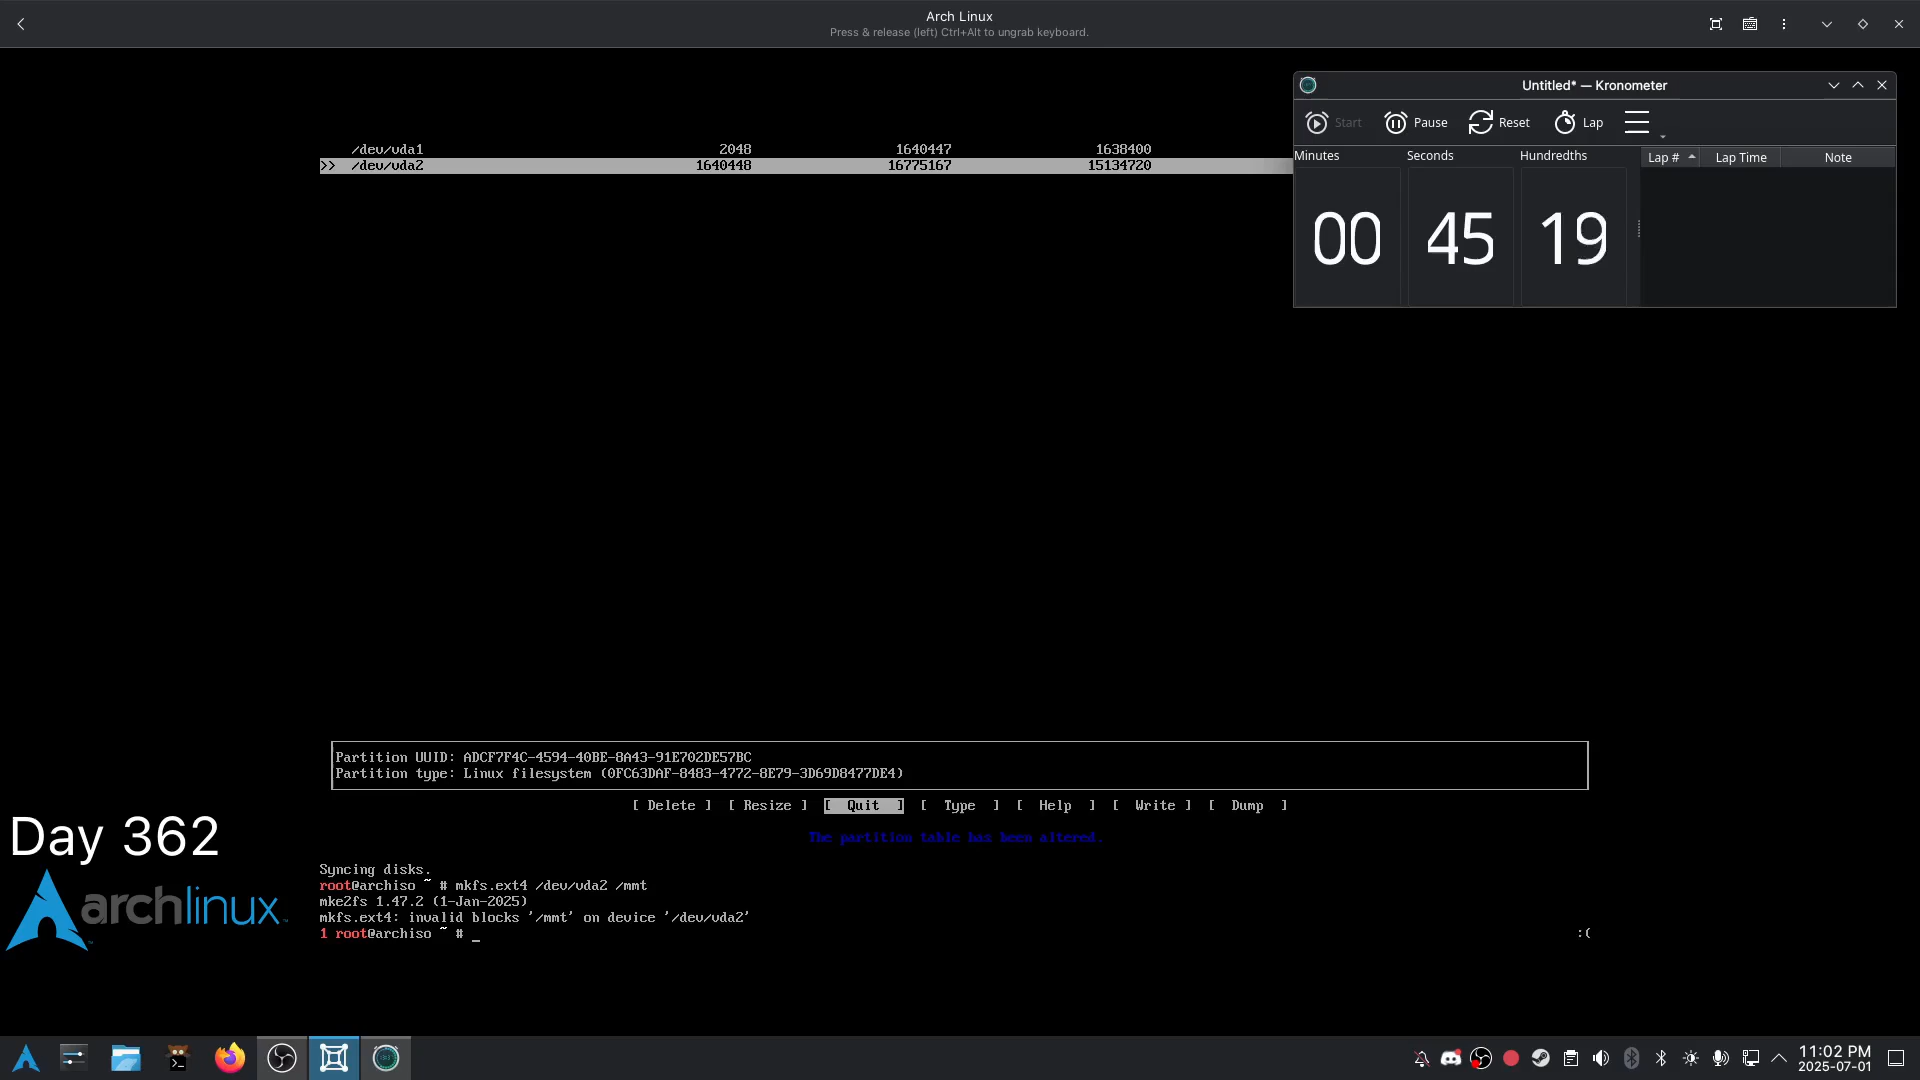 Arch Linux
Press & release (left) Ctrl+Alt to ungrab keyboard.
Untitled* — Kronometer
Start Pause Reset Lap
Minutes Seconds Hundredths Lap # Lap Time Note
00 45 19
/dev/vda1 2048 1640447 1638400
>> /dev/vda2 1640448 16775167 15134720
Partition UUID: ADCF7F4C-4594-40BE-8A43-91E702DE57BC
Partition type: Linux filesystem (0FC63DAF-8483-4772-8E79-3D69D8477DE4)
[ Delete ] [ Resize ] [ Quit ] [ Type ] [ Help ] [ Write ] [ Dump ]
The partition table has been altered.
Day 362
archlinux
Syncing disks.
root@archiso ~ # mkfs.ext4 /dev/vda2 /mmt
mke2fs 1.47.2 (1-Jan-2025)
mkfs.ext4: invalid blocks '/mmt' on device '/dev/vda2'
1 root@archiso ~ # _ :(
11:02 PM
2025-07-01